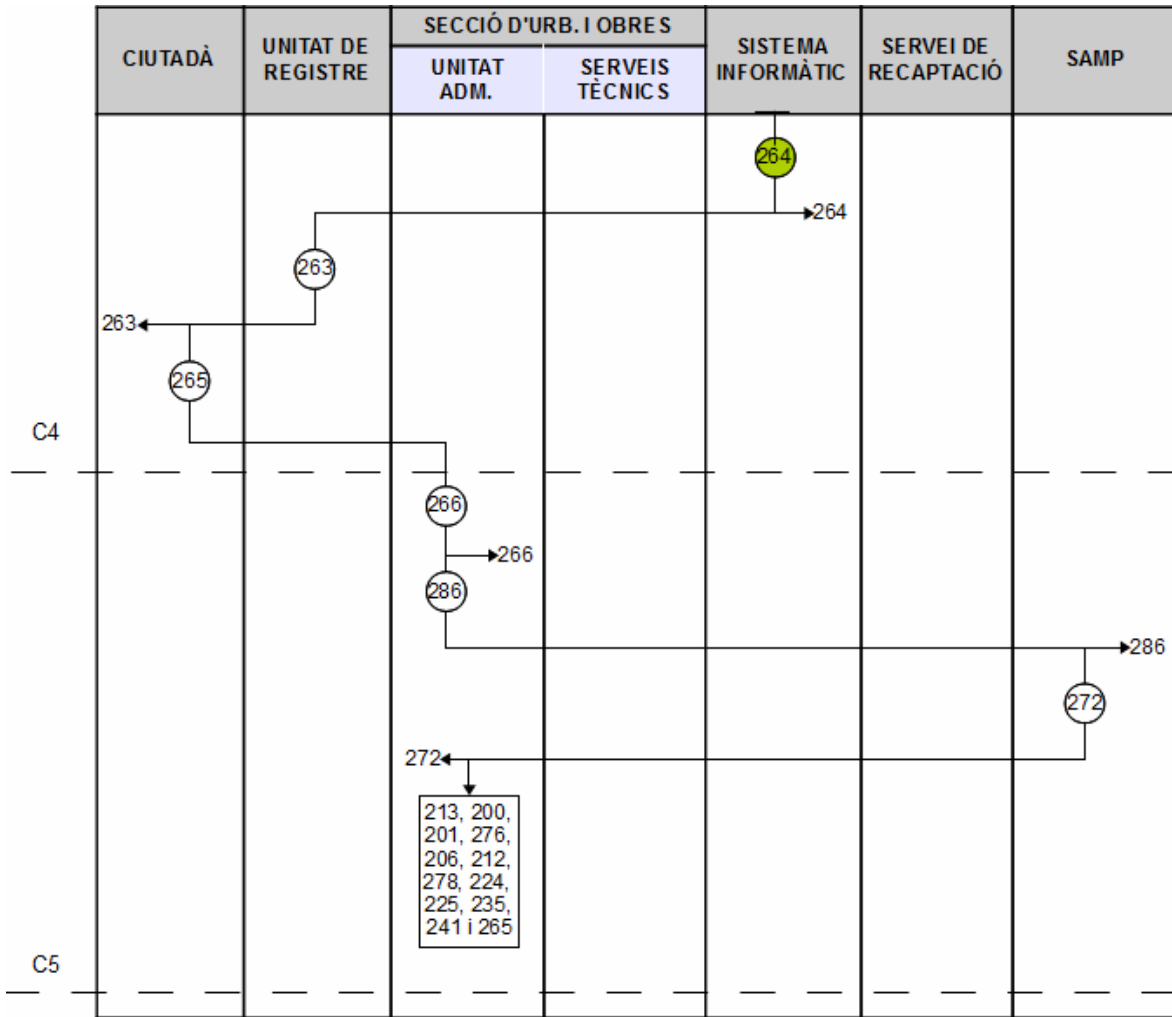 CIUTADÀ
UNITAT DE
REGISTRE
SECCIÓ D'URB. I OBRES
UNITAT
ADM.
SERVEIS
TÈCNICS
SISTEMA
INFORMÀTIC
SERVEI DE
RECAPTACIÓ
SAMP
264
264
263
263
265
C4
266
266
286
286
272
272
213, 200,
201, 276,
206, 212,
278, 224,
225, 235,
241 i 265
C5